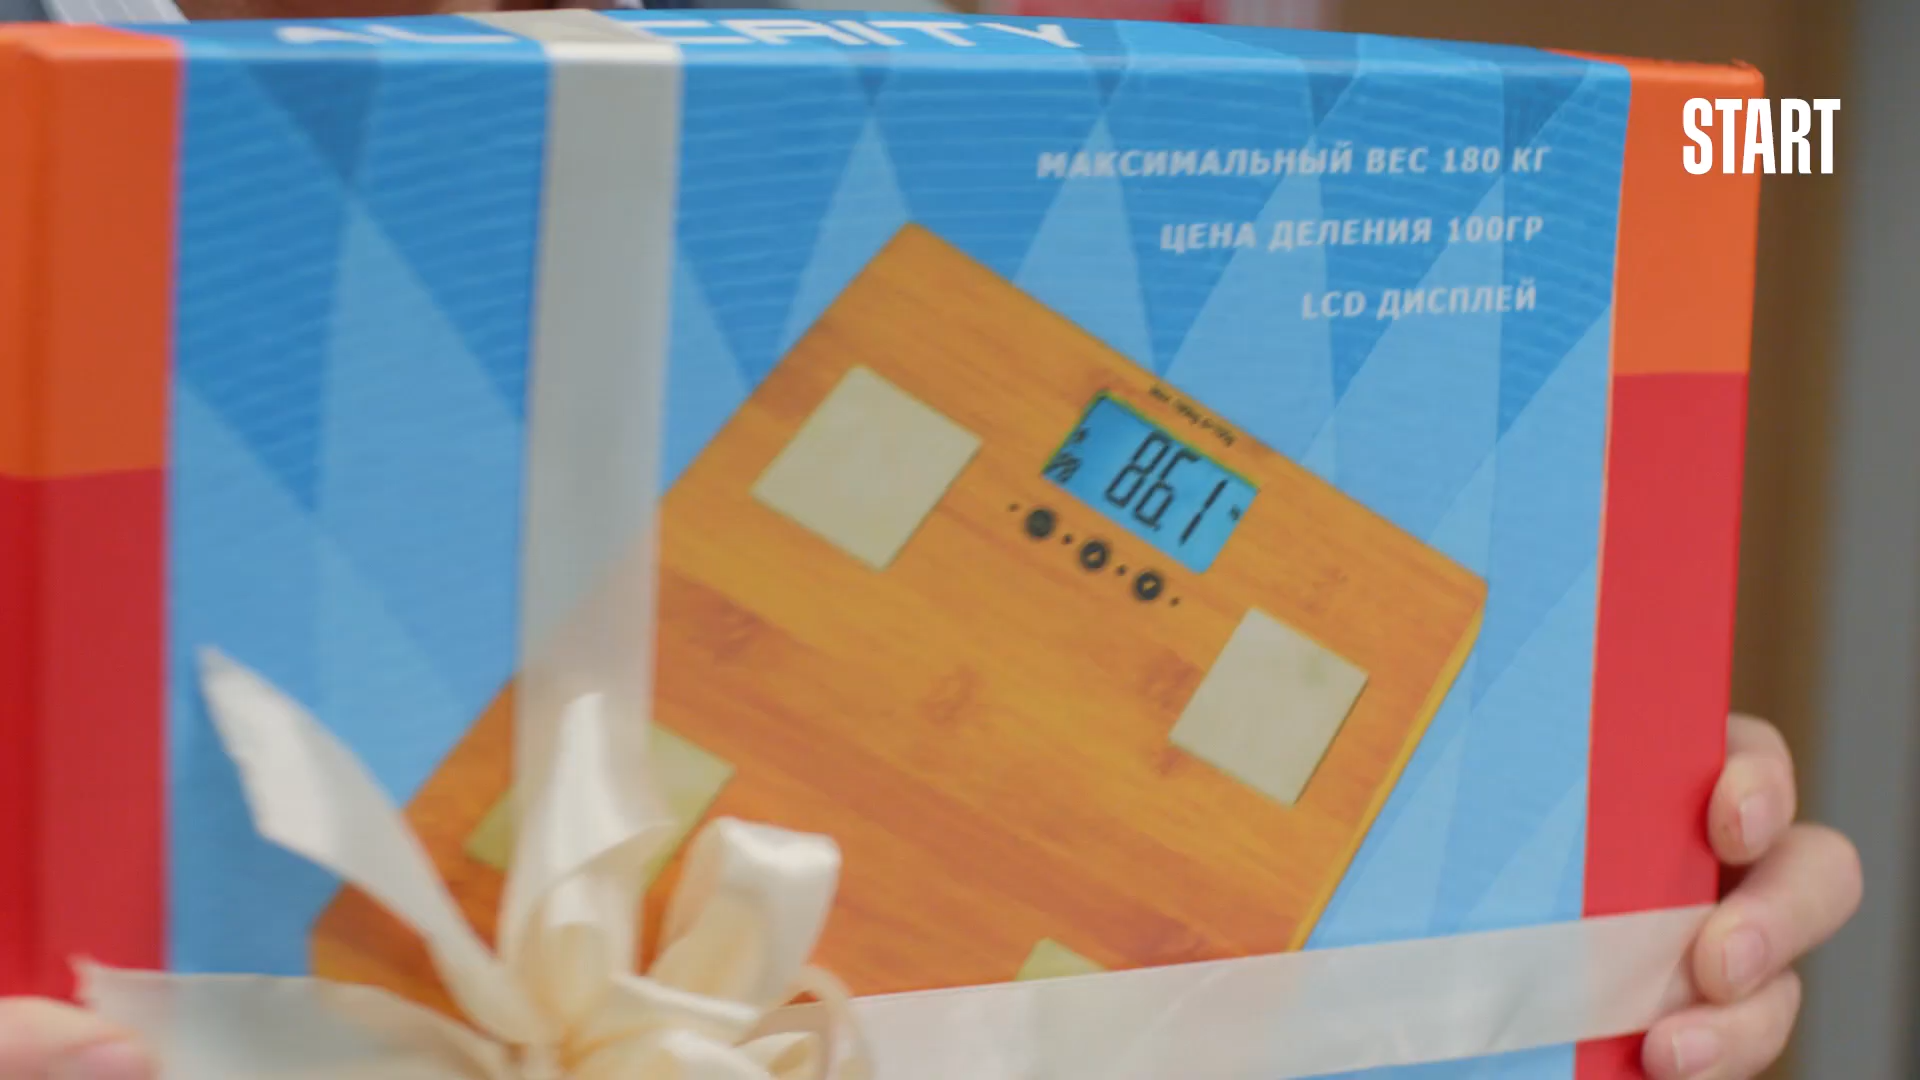 START
МАКСИМАЛЬНЫЙ ВЕС 180 КГ
ЦЕНА ДЕЛЕНИЯ 100ГР
LCD ДИСПЛЕЙ
86.1